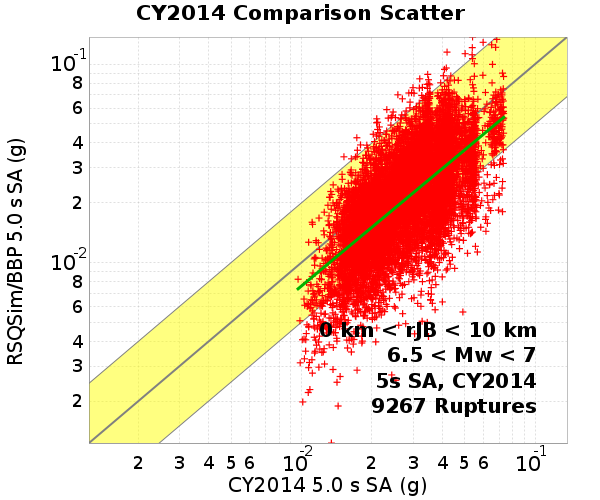 CY2014 Comparison Scatter
RSQSim/BBP 5.0 s SA (g)
10^-1
8
6
4
3
2
10^-2
8
6
4
3
2
0 km < rJB < 10 km
6.5 < Mw < 7
5s SA, CY2014
9267 Ruptures
2 3 4 5 6 10^-2 2 3 4 5 6 10^-1
CY2014 5.0 s SA (g)